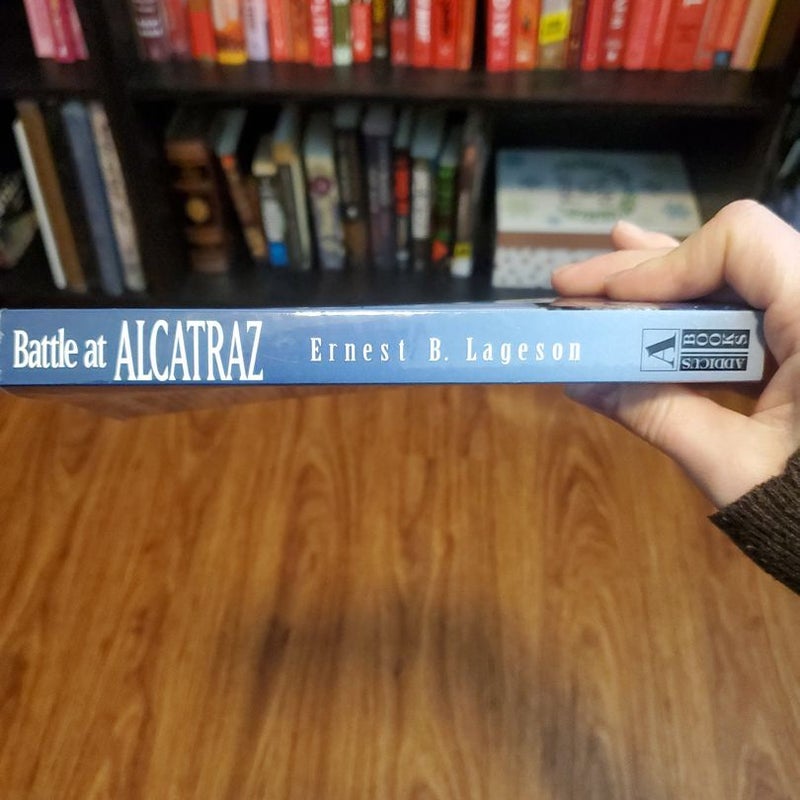 Battle at ALCATRAZ
Ernest B. Lageson
A
ADDICUS
BOOKS